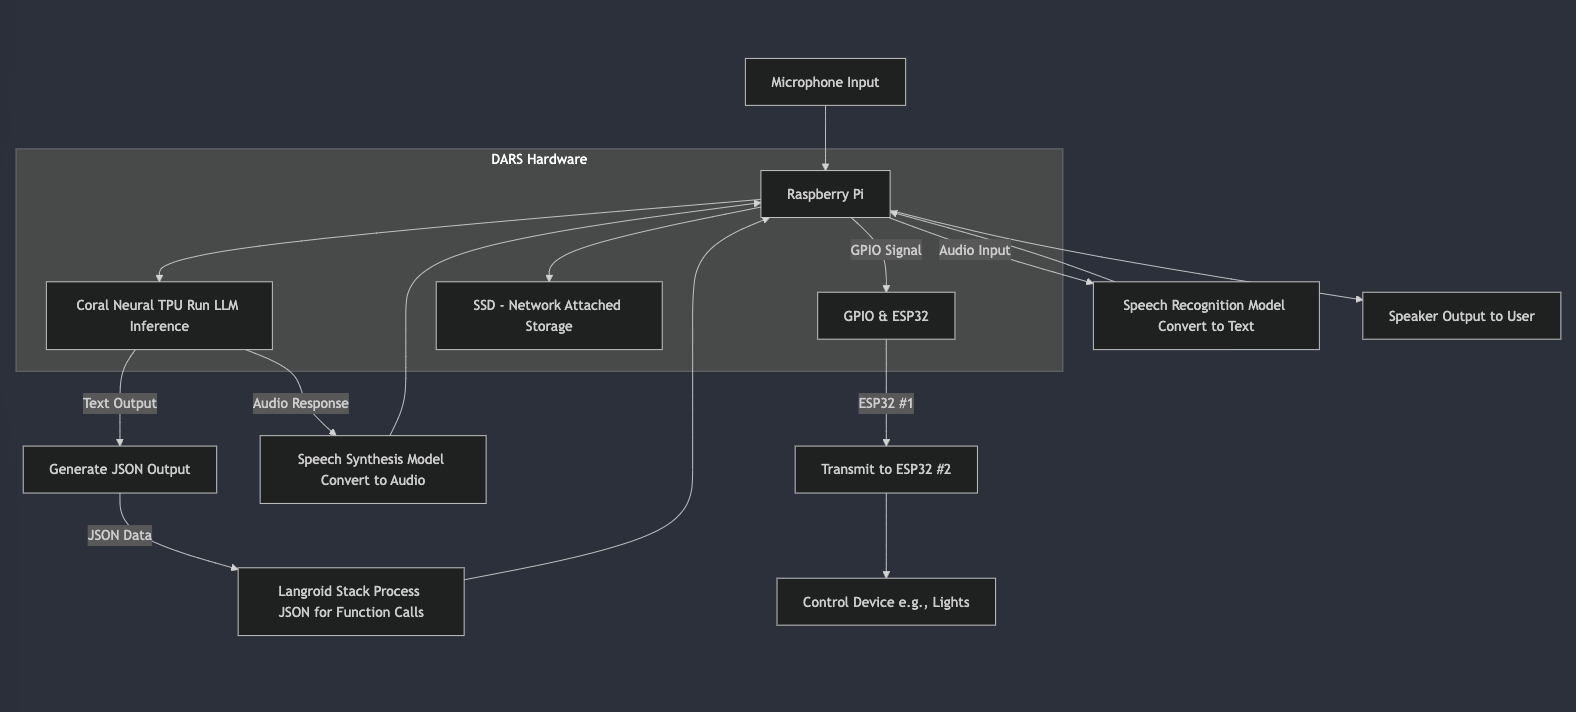 Microphone Input
DARS Hardware
Raspberry Pi
GPIO Signal
Audio Input
Coral Neural TPU Run LLM
Inference
SSD - Network Attached
Storage
GPIO & ESP32
Speech Recognition Model
Convert to Text
Speaker Output to User
Text Output
Audio Response
ESP32 #1
Generate JSON Output
Speech Synthesis Model
Convert to Audio
Transmit to ESP32 #2
JSON Data
Langroid Stack Process
JSON for Function Calls
Control Device e.g., Lights